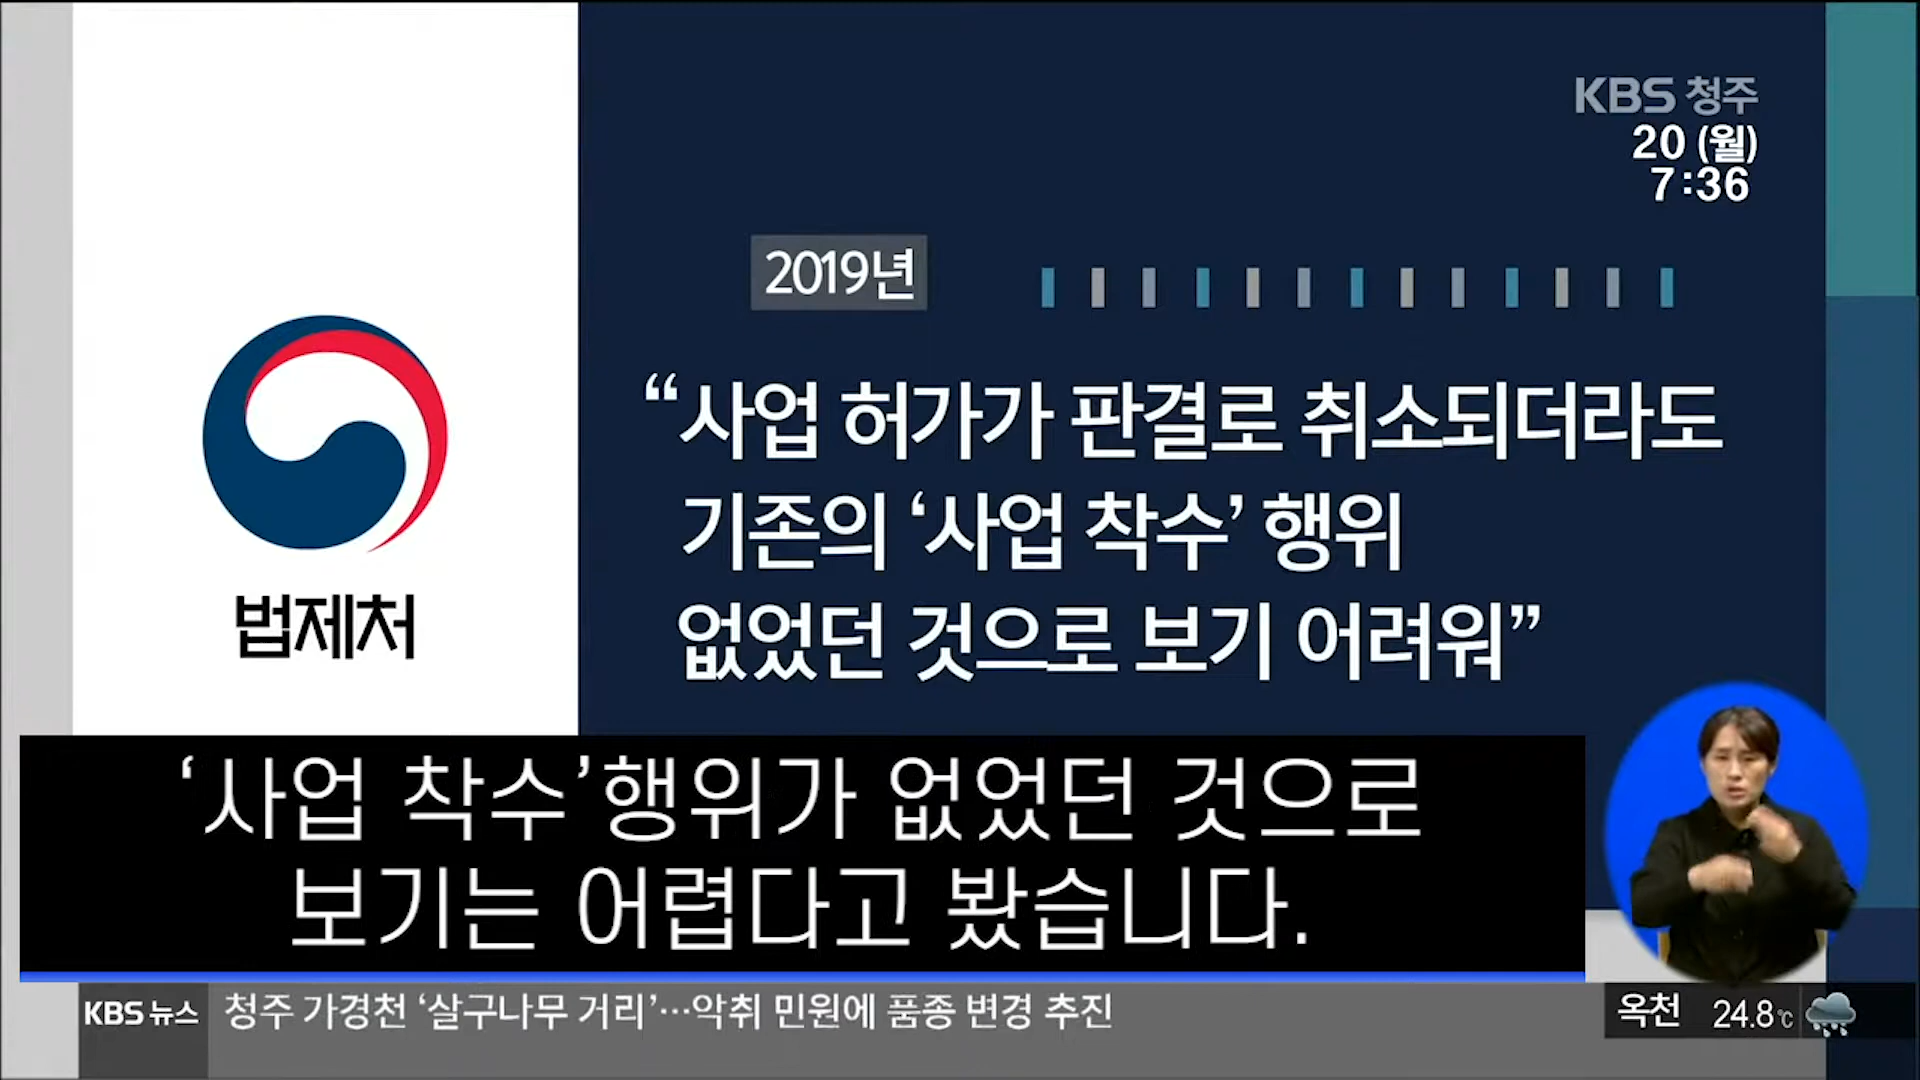 KBS 청주
20 (월)
7:36
2019년
“사업 허가가 판결로 취소되더라도
기존의 ‘사업 착수’ 행위
없었던 것으로 보기 어려워”
법제처
‘사업 착수’행위가 없었던 것으로
보기는 어렵다고 봤습니다.
KBS 뉴스 청주 가경천 ‘살구나무 거리’…악취 민원에 품종 변경 추진
옥천 24.8℃